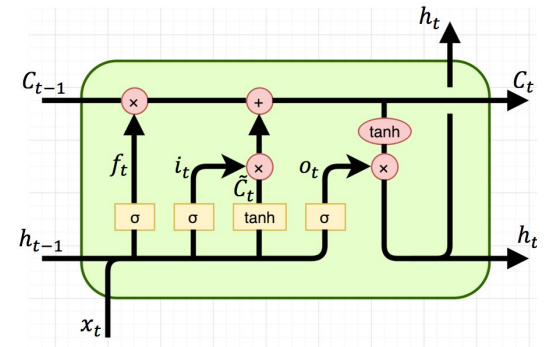 h_t
C_{t-1}
C_t
×
+
tanh
f_t
i_t
×
o_t
×
C̃_t
σ
σ
tanh
σ
h_{t-1}
h_t
x_t